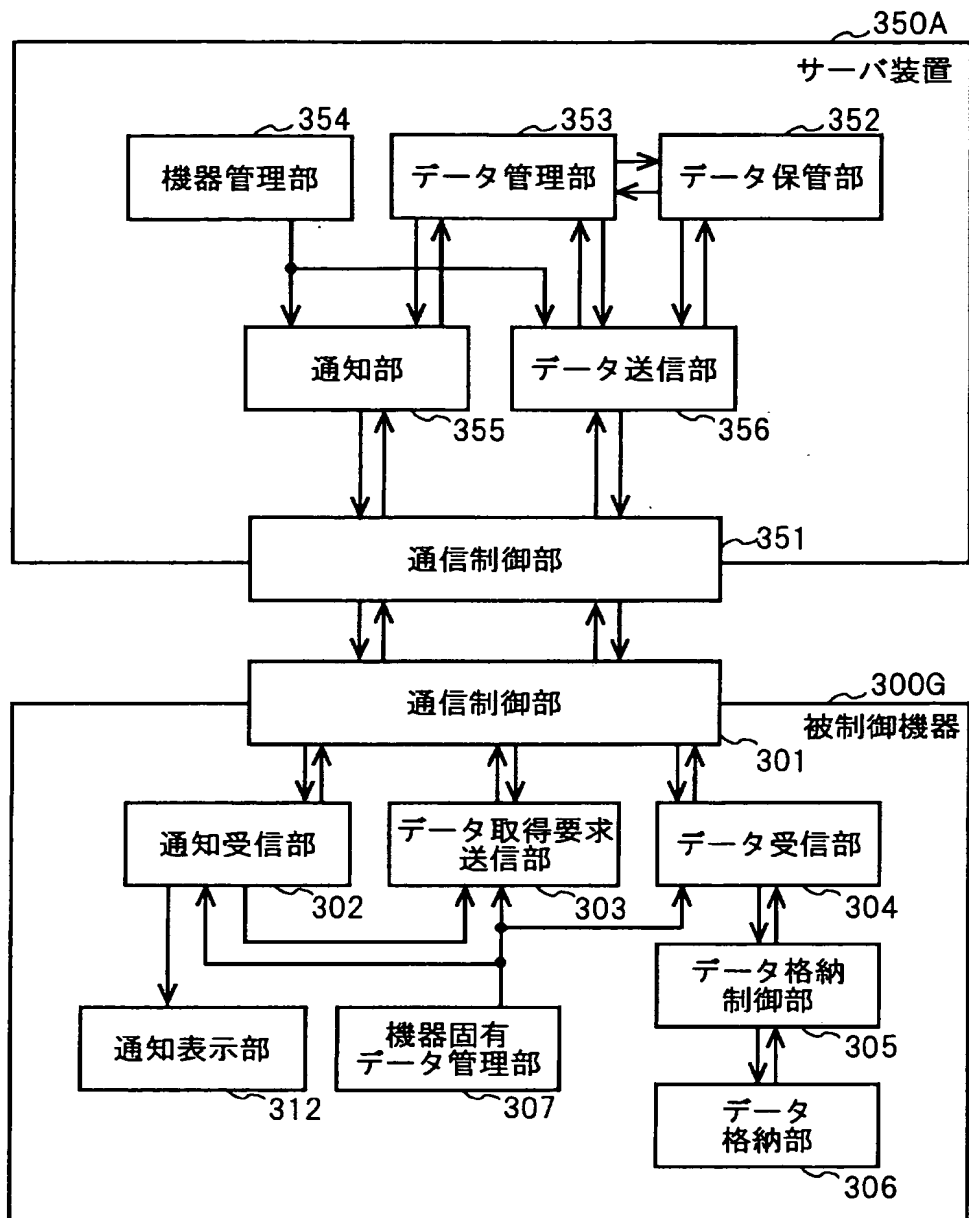 350A
サーバ装置
354
353
352
機器管理部
データ管理部
データ保管部
通知部
データ送信部
355
356
351
通信制御部
300G
通信制御部
被制御機器
301
通知受信部
データ取得要求
送信部
データ受信部
302
303
304
データ格納
制御部
305
通知表示部
機器固有
データ管理部
312
307
データ
格納部
306